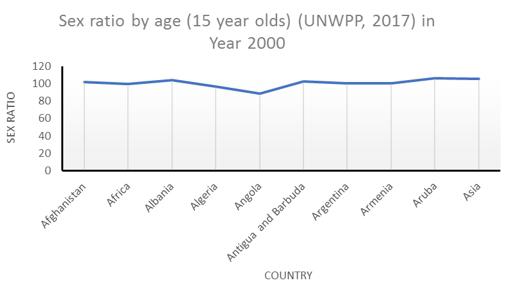 Sex ratio by age (15 year olds) (UNWPP, 2017) in
Year 2000
120
100
80
60
40
20
0
SEX RATIO
Afghanistan
Africa
Albania
Algeria
Angola
Antigua and Barbuda
Argentina
Armenia
Aruba
Asia
COUNTRY